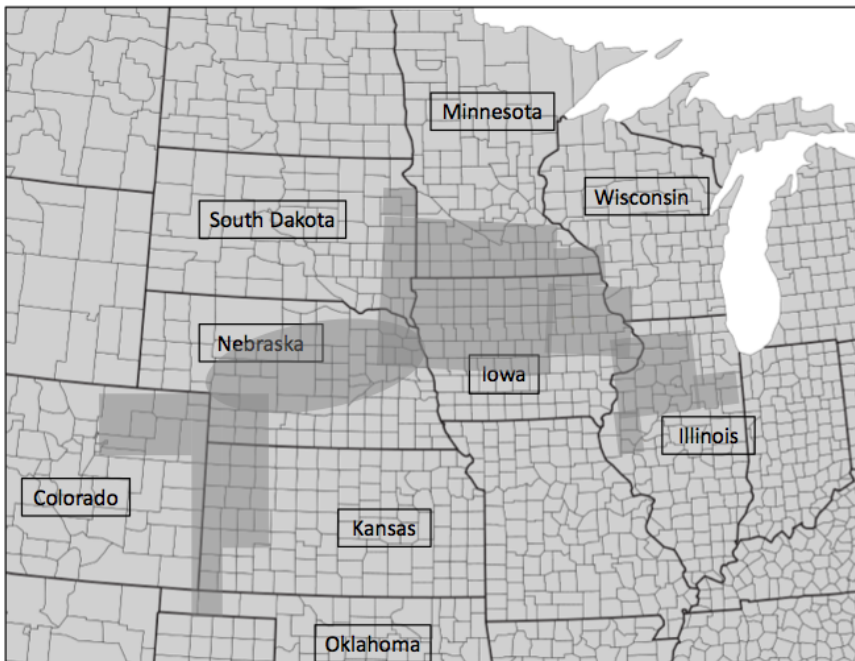 Minnesota
Wisconsin
South Dakota
Nebraska
Iowa
Illinois
Colorado
Kansas
Oklahoma